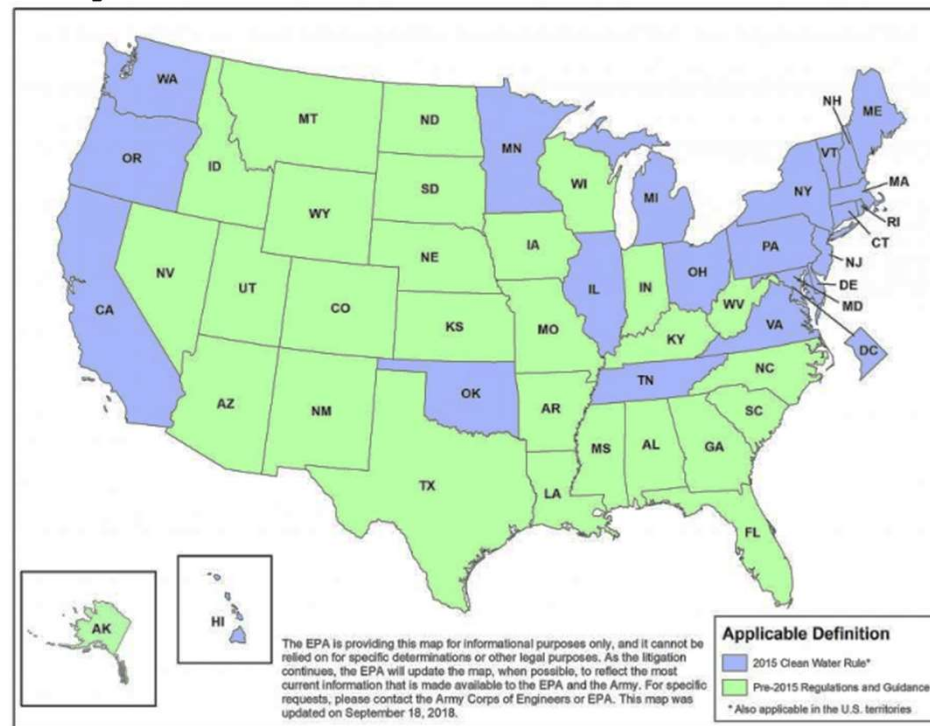 WA
MT
ND
MN
NH
ME
VT
OR
ID
SD
WI
MI
NY
MA
WY
RI
CT
NE
IA
PA
NJ
NV
UT
CO
IL
IN
OH
DE
MD
CA
KS
MO
WV
VA
DC
KY
AZ
NM
OK
AR
TN
NC
SC
MS
AL
GA
TX
LA
FL
AK
HI
The EPA is providing this map for informational purposes only, and it cannot be
relied on for specific determinations or other legal purposes. As the litigation
continues, the EPA will update the map, when possible, to reflect the most
current information that is made available to the EPA and the Army. For specific
requests, please contact the Army Corps of Engineers or EPA. This map was
updated on September 18, 2018.
Applicable Definition
2015 Clean Water Rule*
Pre-2015 Regulations and Guidance
* Also applicable in the U.S. territories